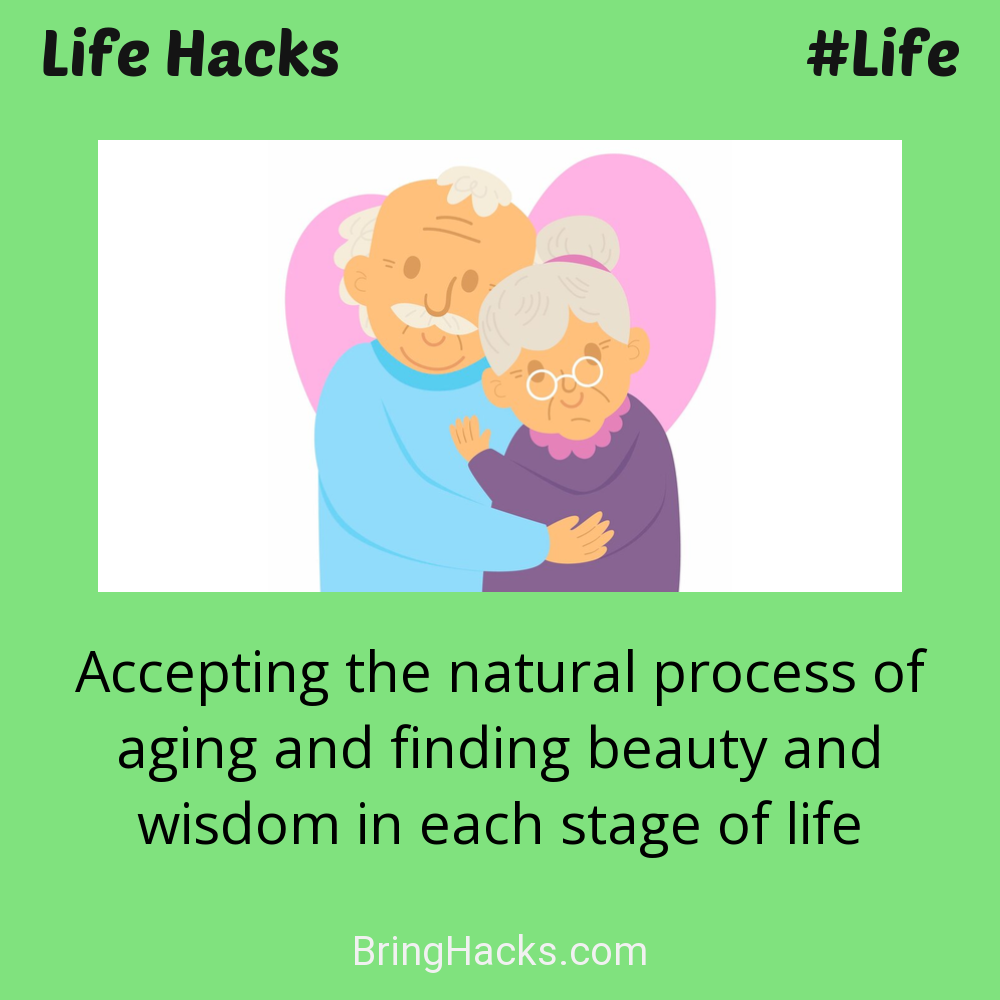 Life Hacks
#Life
Accepting the natural process of
aging and finding beauty and
wisdom in each stage of life
BringHacks.com